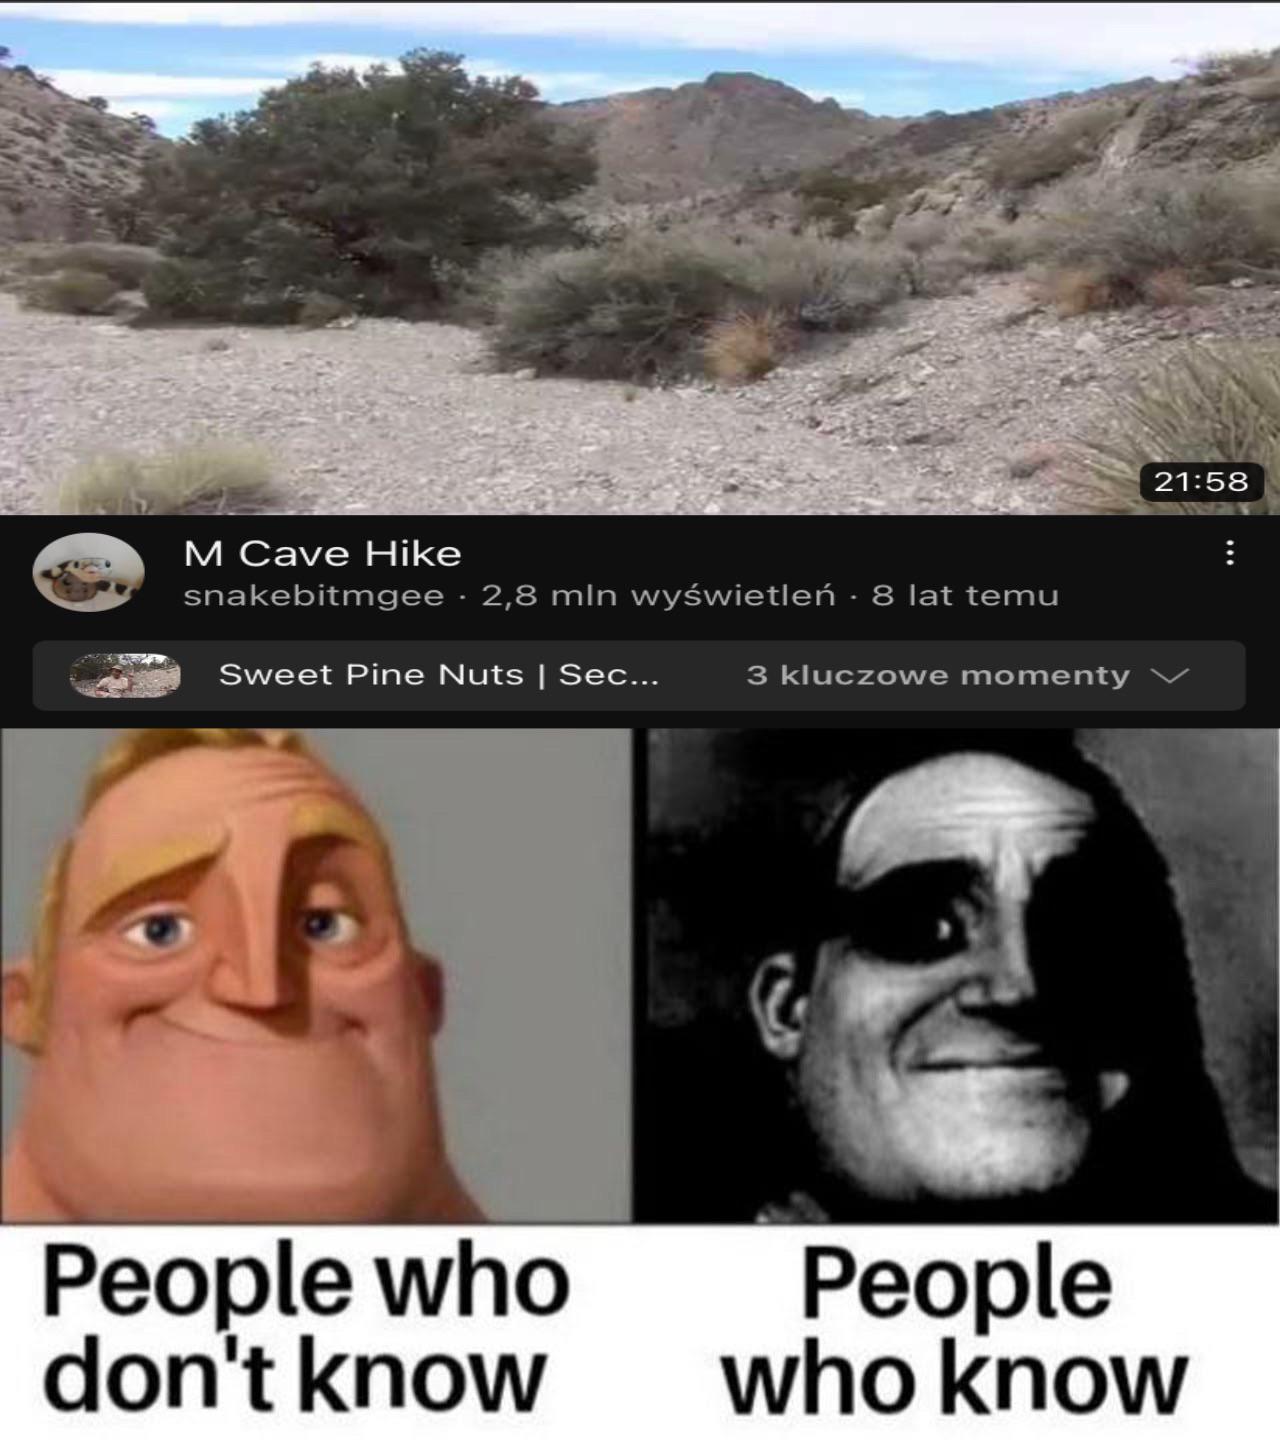 21:58
M Cave Hike
snakebitmgee · 2,8 mln wyświetleń · 8 lat temu
Sweet Pine Nuts | Sec... 3 kluczowe momenty
People who
don't know
People
who know